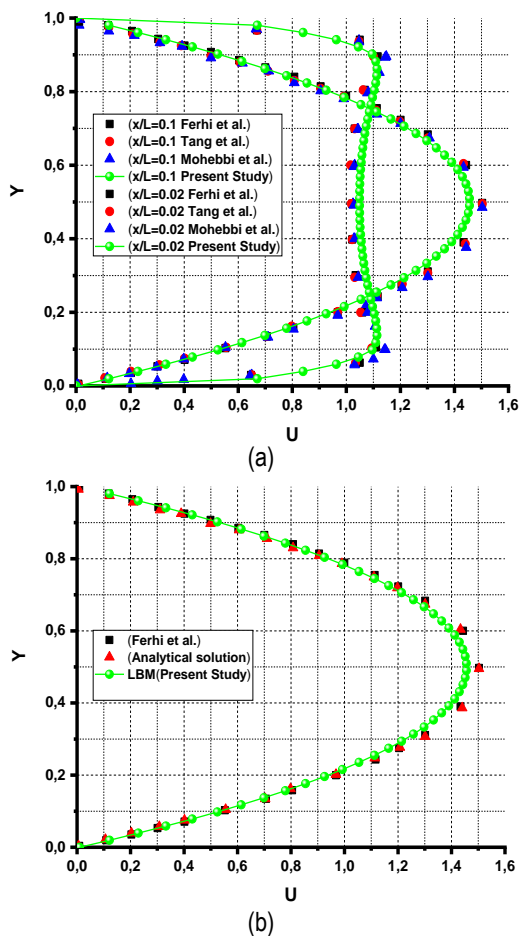 1,0
0,8
0,6
0,4
0,2
0,0
Y
(x/L=0.1 Ferhi et al.)
(x/L=0.1 Tang et al.)
(x/L=0.1 Mohebbi et al.)
(x/L=0.1 Present Study)
(x/L=0.02 Ferhi et al.)
(x/L=0.02 Tang et al.)
(x/L=0.02 Mohebbi et al.)
(x/L=0.02 Present Study)
0,0 0,2 0,4 0,6 0,8 1,0 1,2 1,4 1,6
U
(a)
1,0
0,8
0,6
0,4
0,2
0,0
Y
(Ferhi et al.)
(Analytical solution)
LBM(Present Study)
0,0 0,2 0,4 0,6 0,8 1,0 1,2 1,4 1,6
U
(b)